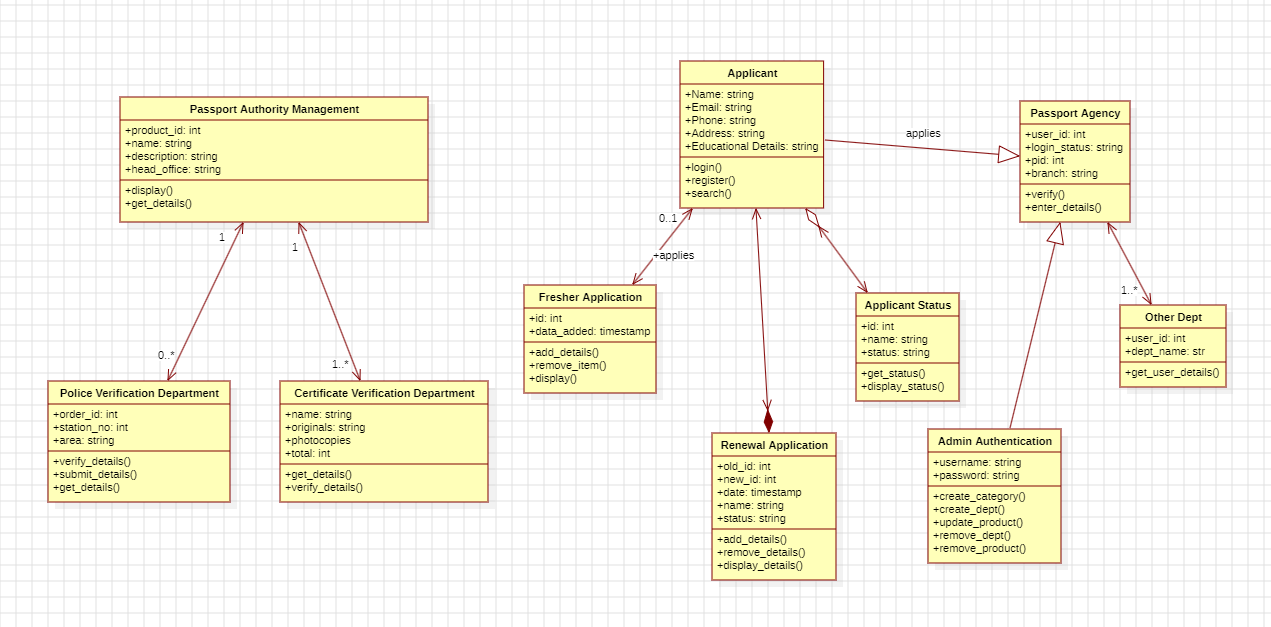 Passport Authority Management
+product_id: int
+name: string
+description: string
+head_office: string
+display()
+get_details()
1
1
0..*
1..*
Police Verification Department
+order_id: int
+station_no: int
+area: string
+verify_details()
+submit_details()
+get_details()
Certificate Verification Department
+name: string
+originals: string
+photocopies
+total: int
+get_details()
+verify_details()
Applicant
+Name: string
+Email: string
+Phone: string
+Address: string
+Educational Details: string
+login()
+register()
+search()
applies
0..1
+applies
Fresher Application
+id: int
+data_added: timestamp
+add_details()
+remove_item()
+display()
Renewal Application
+old_id: int
+new_id: int
+date: timestamp
+name: string
+status: string
+add_details()
+remove_details()
+display_details()
Applicant Status
+id: int
+name: string
+status: string
+get_status()
+display_status()
Passport Agency
+user_id: int
+login_status: string
+pid: int
+branch: string
+verify()
+enter_details()
1..*
Other Dept
+user_id: int
+dept_name: str
+get_user_details()
Admin Authentication
+username: string
+password: string
+create_category()
+create_dept()
+update_product()
+remove_dept()
+remove_product()